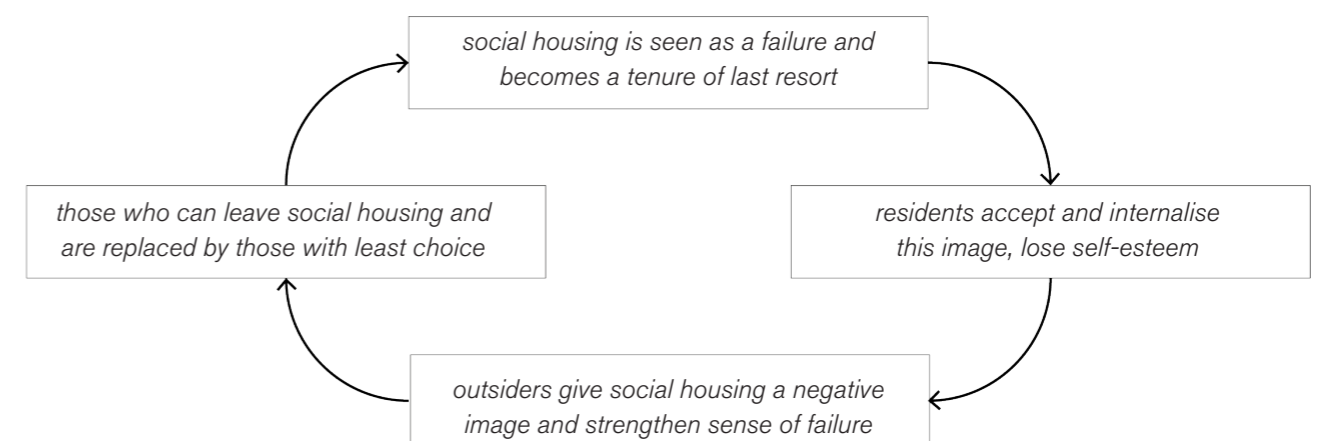 social housing is seen as a failure and
becomes a tenure of last resort
residents accept and internalise
this image, lose self-esteem
outsiders give social housing a negative
image and strengthen sense of failure
those who can leave social housing and
are replaced by those with least choice